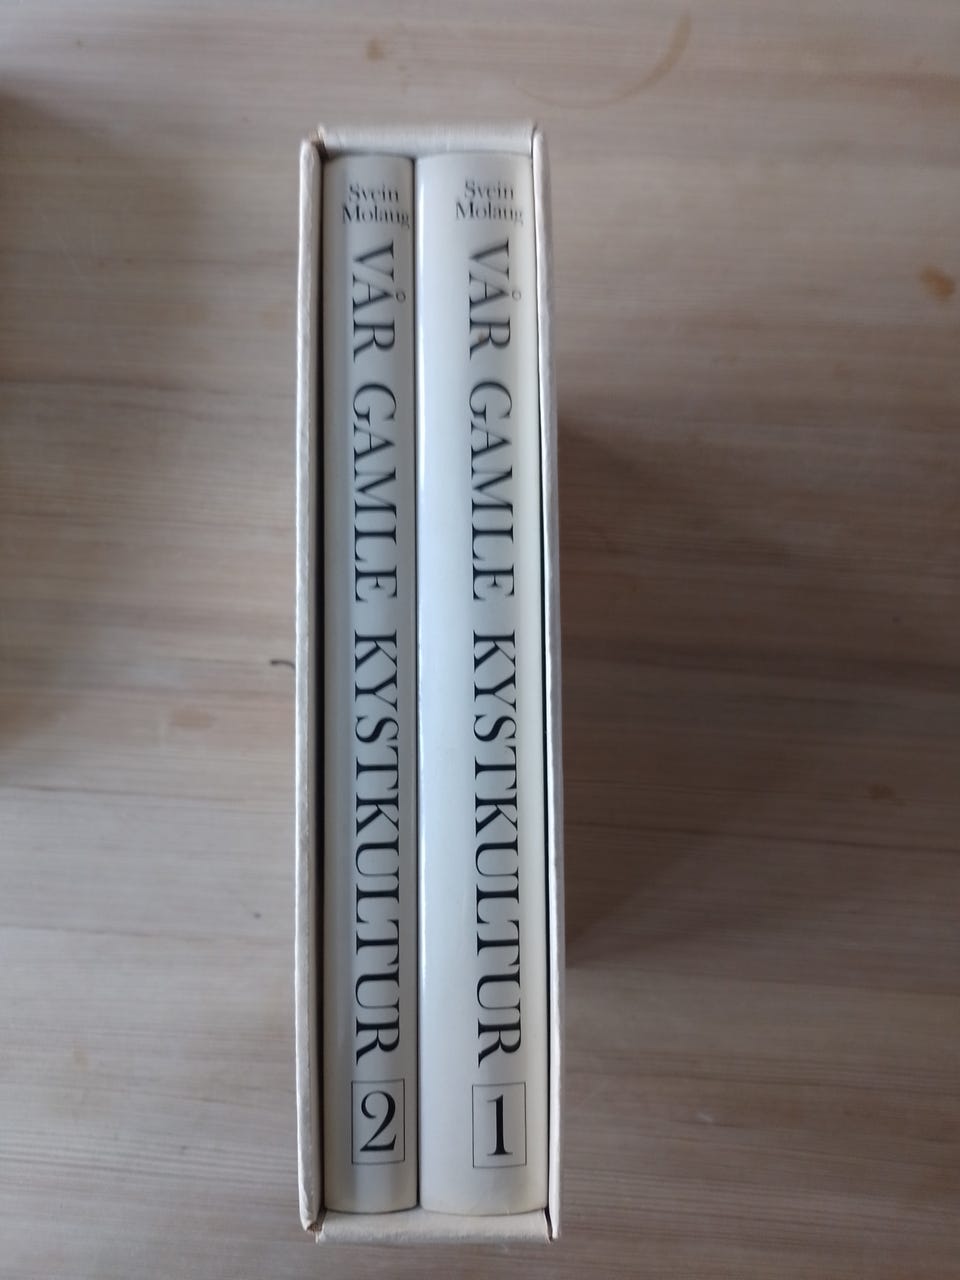 Svein
Molaug
VÅR GAMLE KYSTKULTUR
2
Svein
Molaug
VÅR GAMLE KYSTKULTUR
1